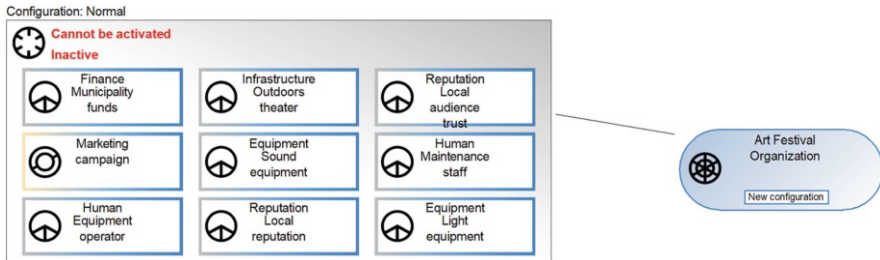 Configuration: Normal
Cannot be activated
Inactive
Finance
Municipality
funds
Infrastructure
Outdoors
theater
Reputation
Local
audience
trust
Marketing
campaign
Equipment
Sound
equipment
Human
Maintenance
staff
Human
Equipment
operator
Reputation
Local
reputation
Equipment
Light
equipment
Art Festival
Organization
New configuration